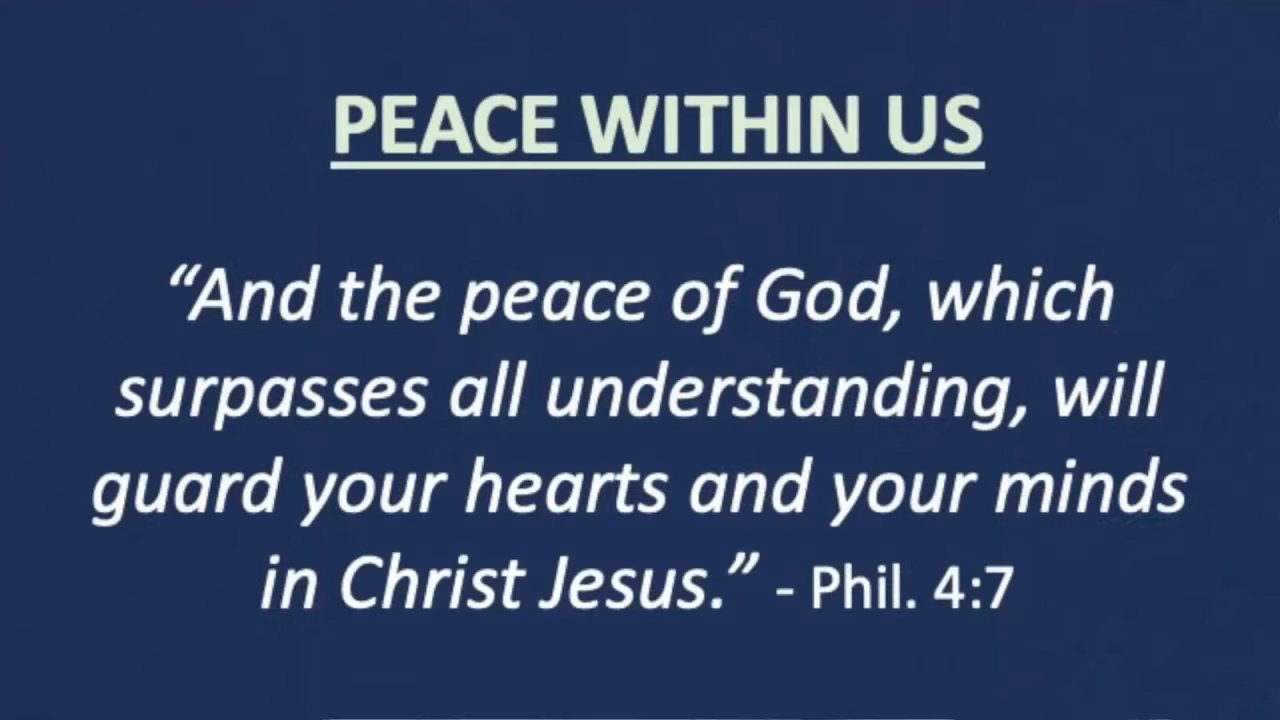 PEACE WITHIN US
“And the peace of God, which
surpasses all understanding, will
guard your hearts and your minds
in Christ Jesus.” - Phil. 4:7